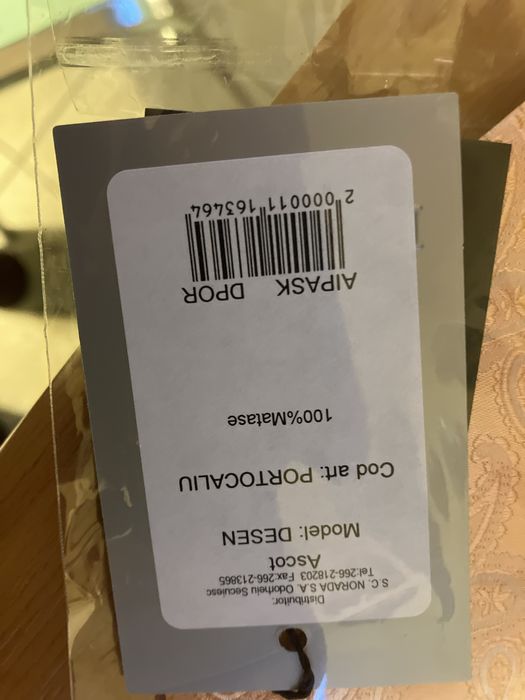 Distribuitor:
S.C. NORADA S.A. Odorheiu Secuiesc
Tel:266-218203 Fax:266-213865
Ascot
Model: DESEN
Cod art: PORTOCALIU
100%Matase
AIPASK DPOR
2 000011 163464